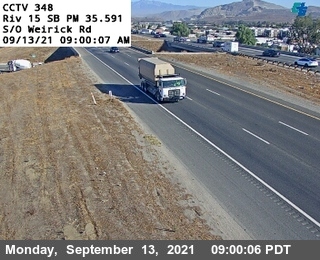 CCTV 348
Riv 15 SB PM 35.591
S/O Weirick Rd
09/13/21 09:00:07 AM
Monday, September 13, 2021 09:00:06 PDT